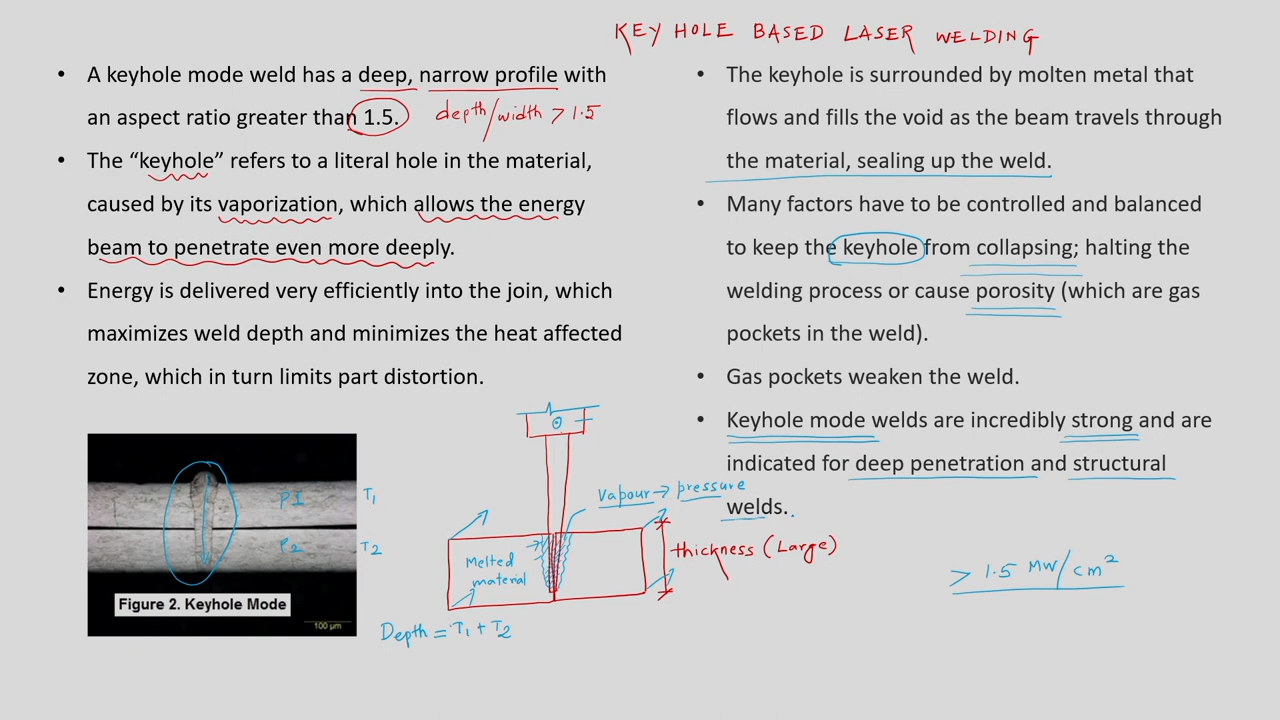 KEY HOLE BASED LASER WELDING
• A keyhole mode weld has a deep, narrow profile with
an aspect ratio greater than 1.5.
depth/width > 1.5
• The “keyhole” refers to a literal hole in the material,
caused by its vaporization, which allows the energy
beam to penetrate even more deeply.
• Energy is delivered very efficiently into the join, which
maximizes weld depth and minimizes the heat affected
zone, which in turn limits part distortion.
P1
T1
P2
T2
Figure 2. Keyhole Mode
100 µm
Depth = T1 + T2
Melted
material
Vapour → pressure
thickness (Large)
• The keyhole is surrounded by molten metal that
flows and fills the void as the beam travels through
the material, sealing up the weld.
• Many factors have to be controlled and balanced
to keep the keyhole from collapsing; halting the
welding process or cause porosity (which are gas
pockets in the weld).
• Gas pockets weaken the weld.
• Keyhole mode welds are incredibly strong and are
indicated for deep penetration and structural
welds.
> 1.5 MW/cm²